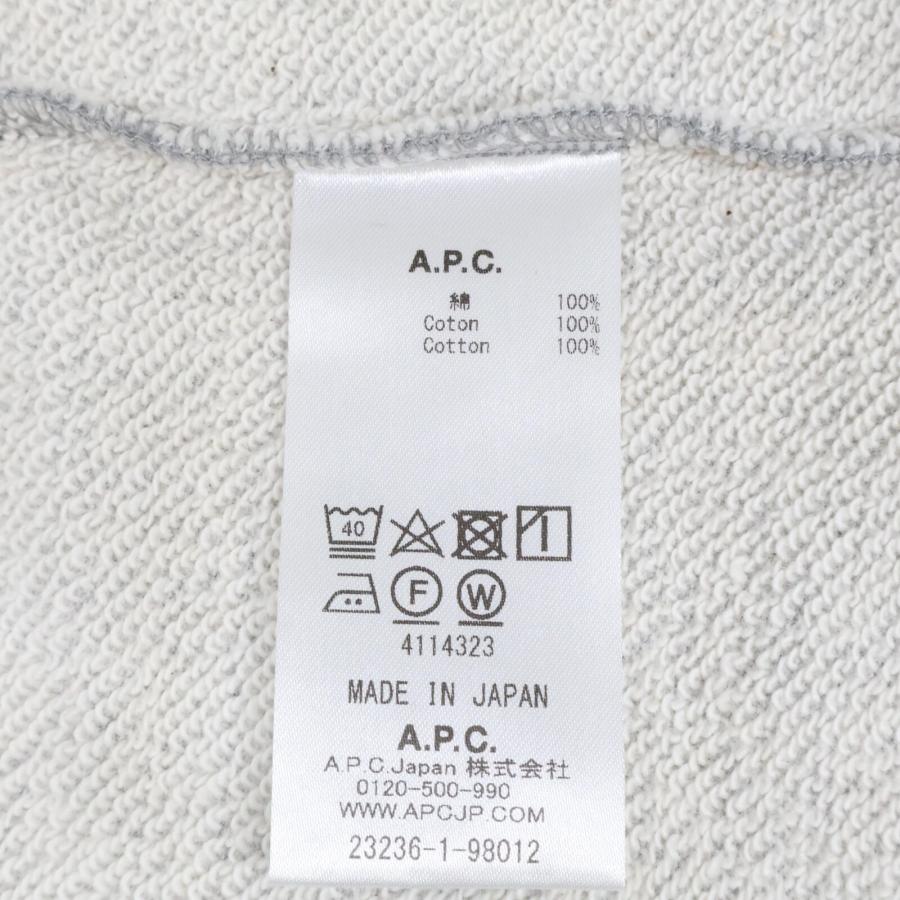 A.P.C.
綿 100%
Coton 100%
Cotton 100%
40
F W
4114323
MADE IN JAPAN
A.P.C.
A.P.C.Japan 株式会社
0120-500-990
WWW.APCJP.COM
23236-1-98012